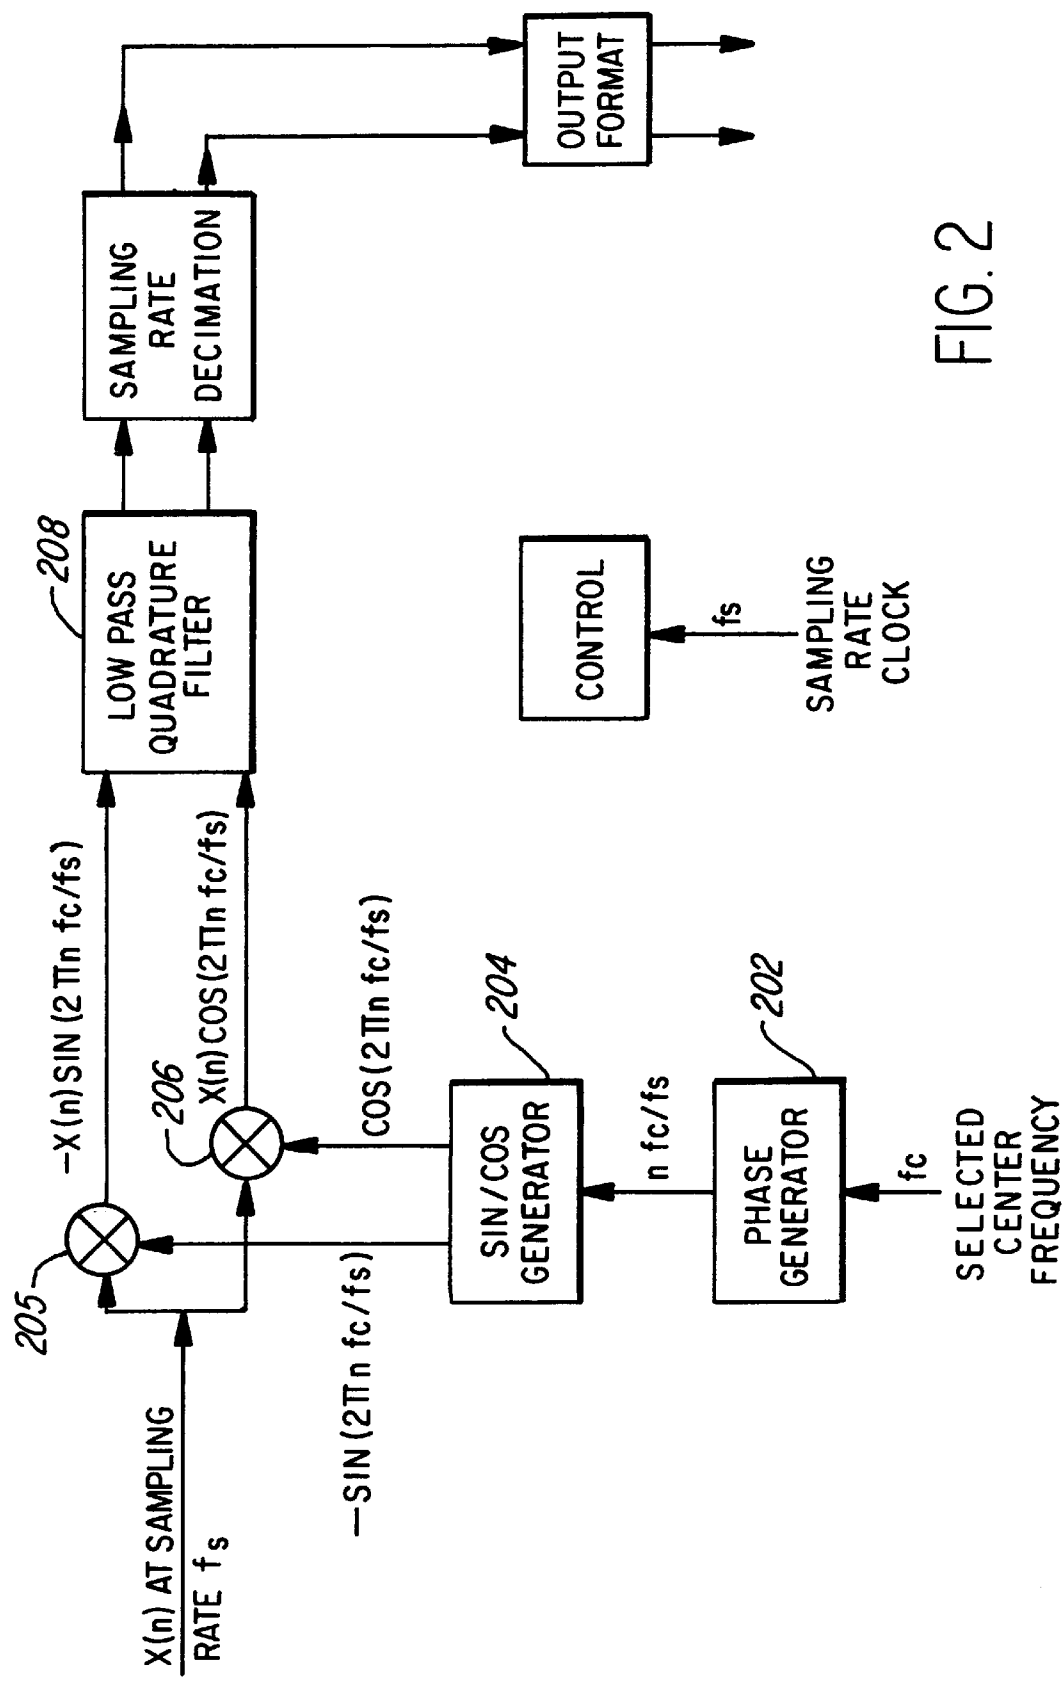 205
−X(n)SIN(2πn fc/fs)
208
206
X(n)COS(2πn fc/fs)
LOW PASS
QUADRATURE
FILTER
SAMPLING
RATE
DECIMATION
X(n) AT SAMPLING
RATE fs
−SIN(2πn fc/fs)
COS(2πn fc/fs)
204
SIN/COS
GENERATOR
n fc/fs
202
PHASE
GENERATOR
fc
SELECTED
CENTER
FREQUENCY
CONTROL
fs
SAMPLING
RATE
CLOCK
OUTPUT
FORMAT
FIG. 2